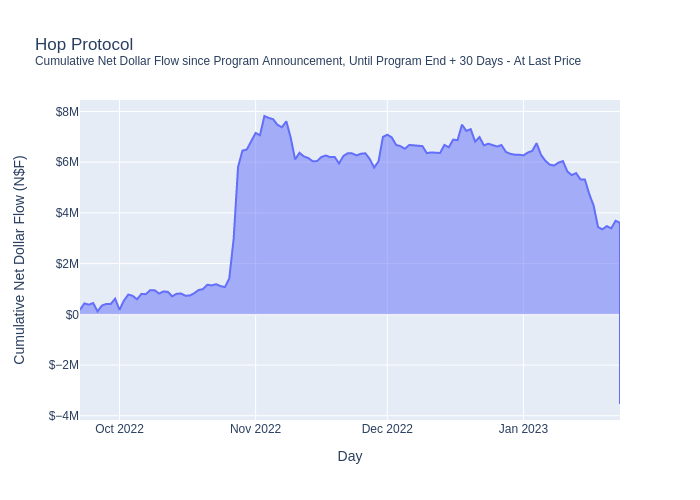 Hop Protocol
Cumulative Net Dollar Flow since Program Announcement, Until Program End + 30 Days - At Last Price
Cumulative Net Dollar Flow (N$F)
$8M
$6M
$4M
$2M
$0
$−2M
$−4M
Oct 2022 Nov 2022 Dec 2022 Jan 2023
Day